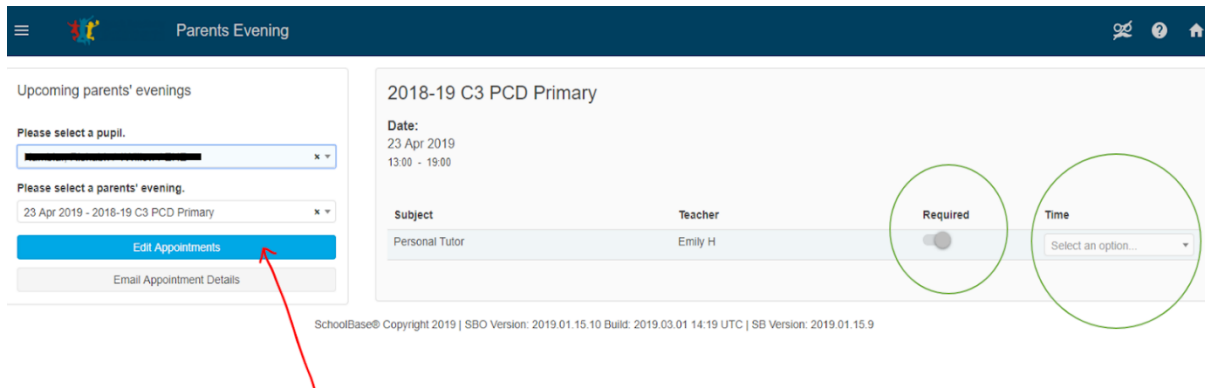 Parents Evening
Upcoming parents' evenings
Please select a pupil.
Please select a parents' evening.
23 Apr 2019 - 2018-19 C3 PCD Primary
Edit Appointments
Email Appointment Details
2018-19 C3 PCD Primary
Date:
23 Apr 2019
13:00 - 19:00
Subject Teacher Required Time
Personal Tutor Emily H Select an option...
SchoolBase® Copyright 2019 | SBO Version: 2019.01.15.10 Build: 2019.03.01 14:19 UTC | SB Version: 2019.01.15.9